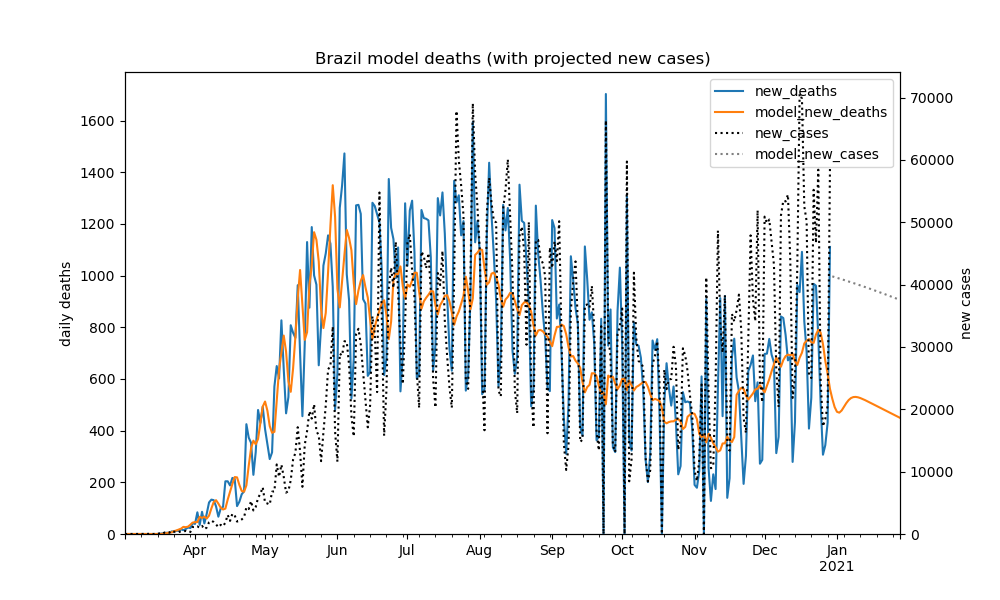 Brazil model deaths (with projected new cases)
new_deaths
model_new_deaths
new_cases
model_new_cases
daily deaths
1600
1400
1200
1000
800
600
400
200
0
new cases
70000
60000
50000
40000
30000
20000
10000
0
Apr May Jun Jul Aug Sep Oct Nov Dec Jan
2021